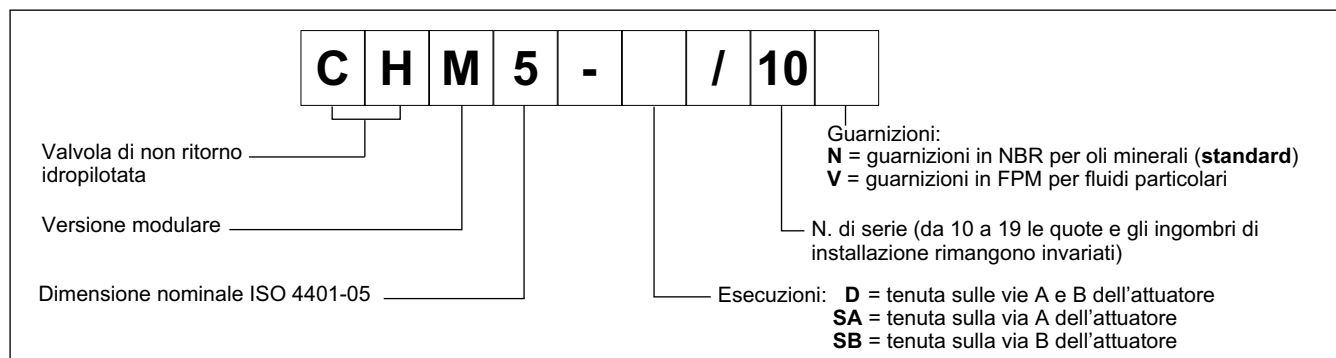 C H M 5 - / 10
Valvola di non ritorno
idropilotata
Versione modulare
Dimensione nominale ISO 4401-05
Guarnizioni:
N = guarnizioni in NBR per oli minerali (standard)
V = guarnizioni in FPM per fluidi particolari
N. di serie (da 10 a 19 le quote e gli ingombri di
installazione rimangono invariati)
Esecuzioni: D = tenuta sulle vie A e B dell'attuatore
SA = tenuta sulla via A dell'attuatore
SB = tenuta sulla via B dell'attuatore